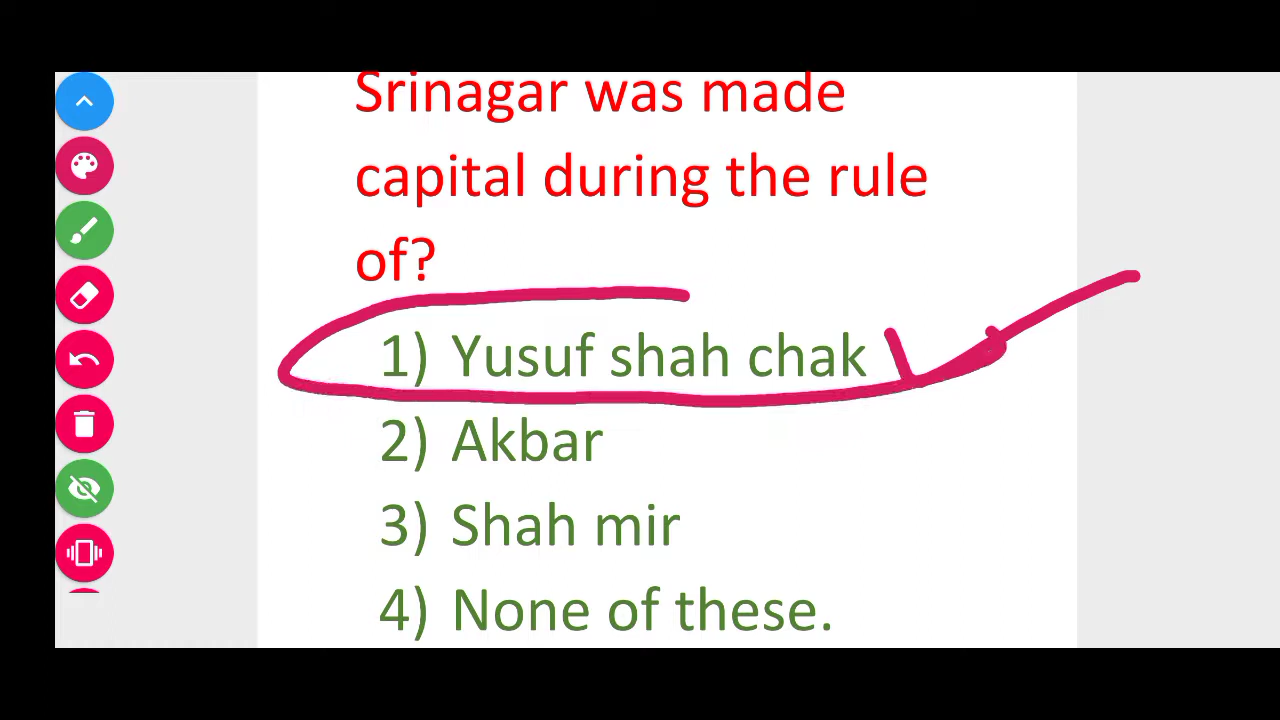 Srinagar was made
capital during the rule
of?
1) Yusuf shah chak
2) Akbar
3) Shah mir
4) None of these.